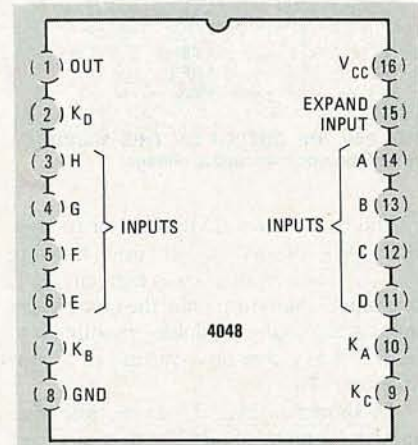 (1) OUT
V_CC (16)
(2) K_D
EXPAND
INPUT (15)
(3) H
A (14)
(4) G
B (13)
INPUTS
INPUTS
(5) F
C (12)
(6) E
D (11)
4048
(7) K_B
K_A (10)
(8) GND
K_C (9)